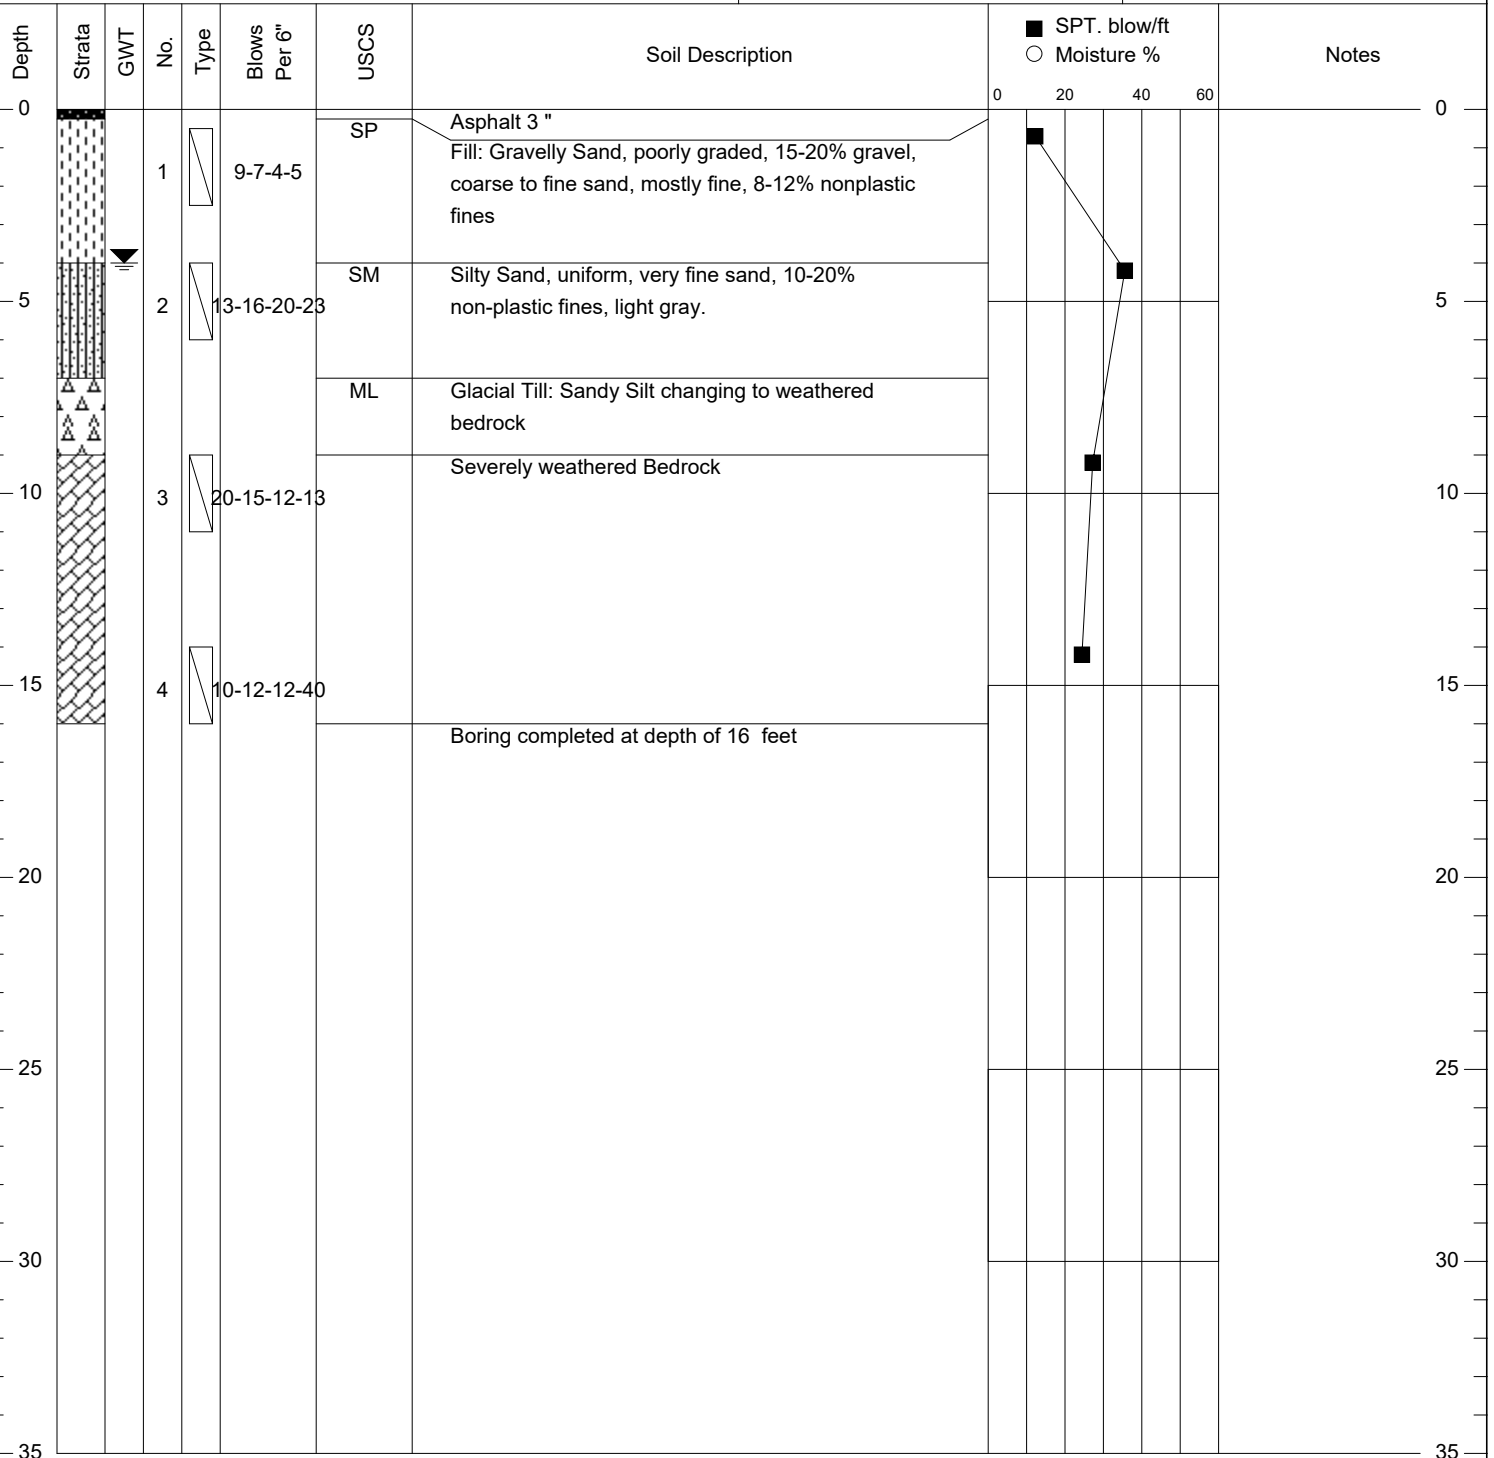 Depth
Strata
GWT
No.
Type
Blows
Per 6"
USCS
Soil Description
SPT. blow/ft
Moisture %
Notes
0 20 40 60
0 0
Asphalt 3 "
SP
Fill: Gravelly Sand, poorly graded, 15-20% gravel,
1 9-7-4-5 coarse to fine sand, mostly fine, 8-12% nonplastic
fines
SM Silty Sand, uniform, very fine sand, 10-20%
5 2 13-16-20-23 non-plastic fines, light gray. 5
ML Glacial Till: Sandy Silt changing to weathered
bedrock
Severely weathered Bedrock
10 3 20-15-12-13 10
15 4 10-12-12-40 15
Boring completed at depth of 16 feet
20 20
25 25
30 30
35 35